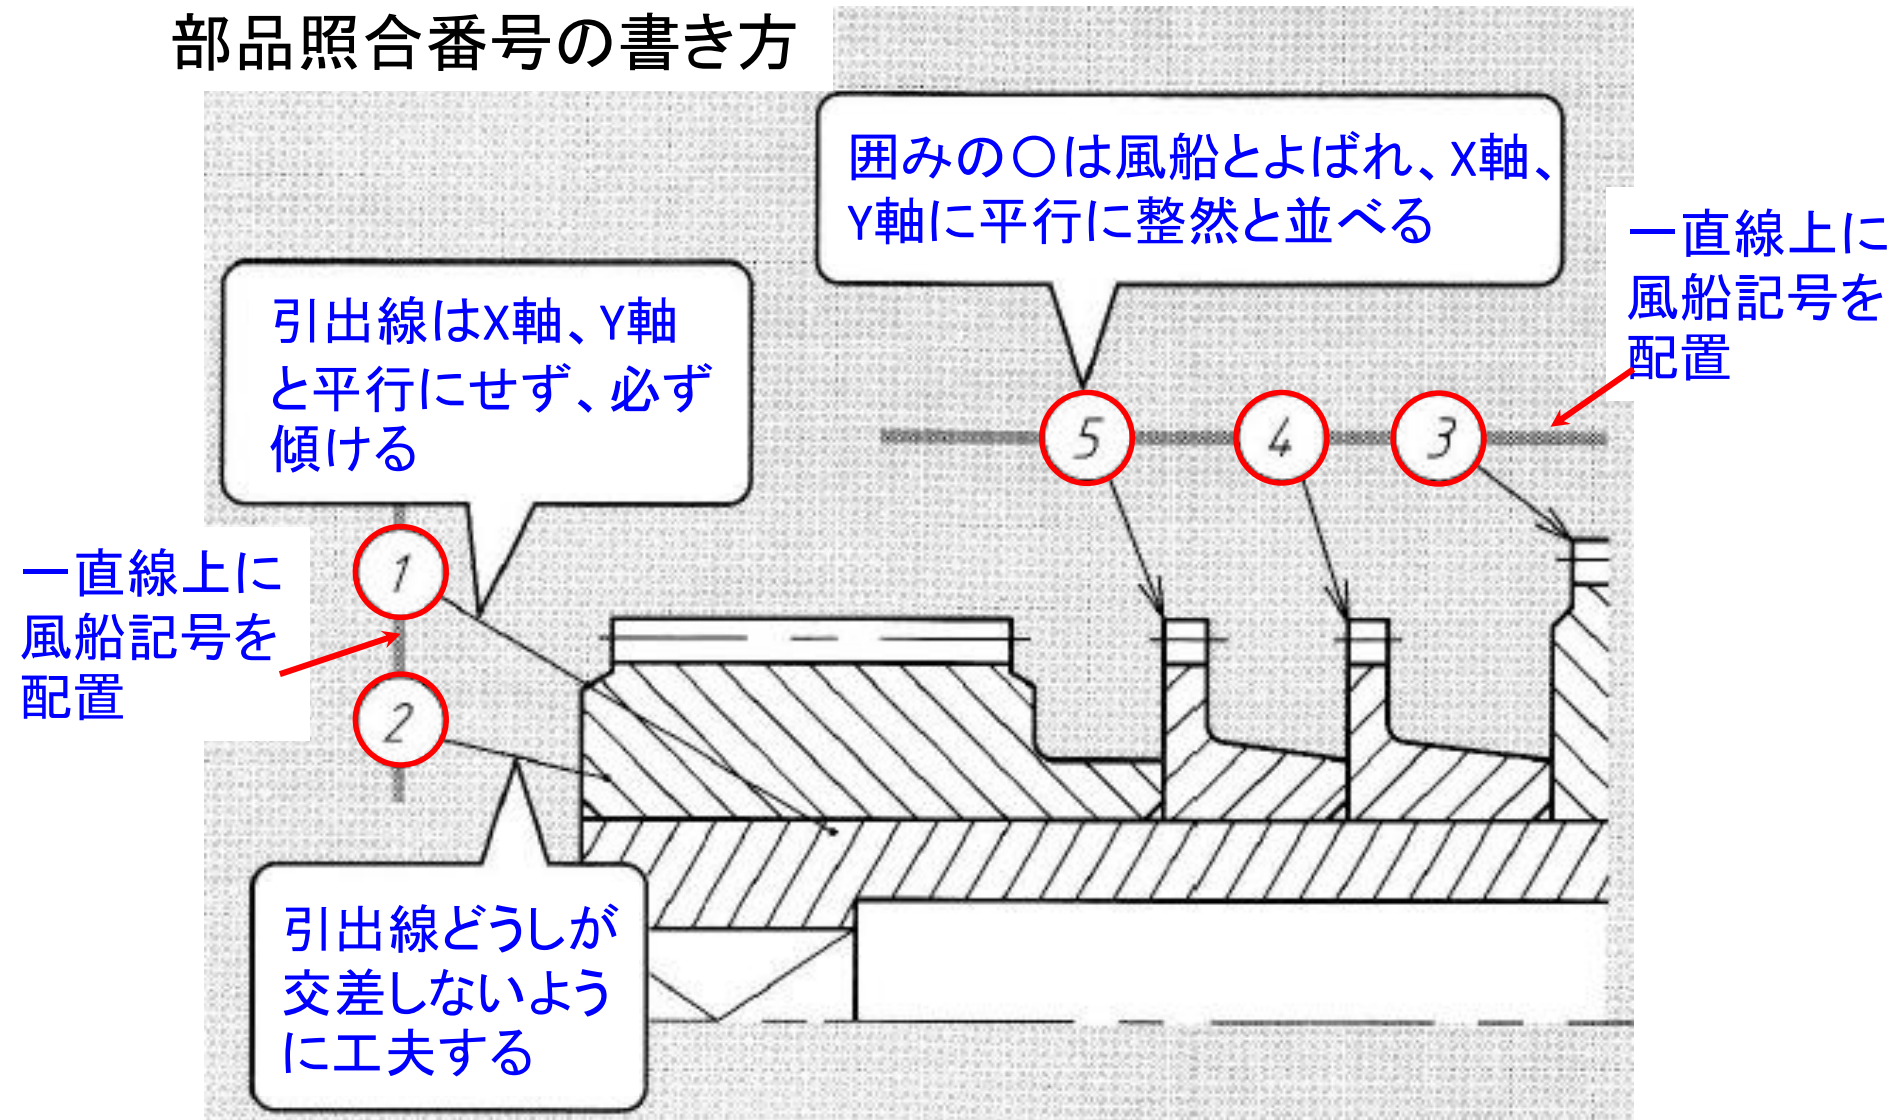 部品照合番号の書き方
囲みの○は風船とよばれ、X軸、
Y軸に平行に整然と並べる
一直線上に
風船記号を
配置
引出線はX軸、Y軸
と平行にせず、必ず
傾ける
5
4
3
一直線上に
風船記号を
配置
1
2
引出線どうしが
交差しないよう
に工夫する